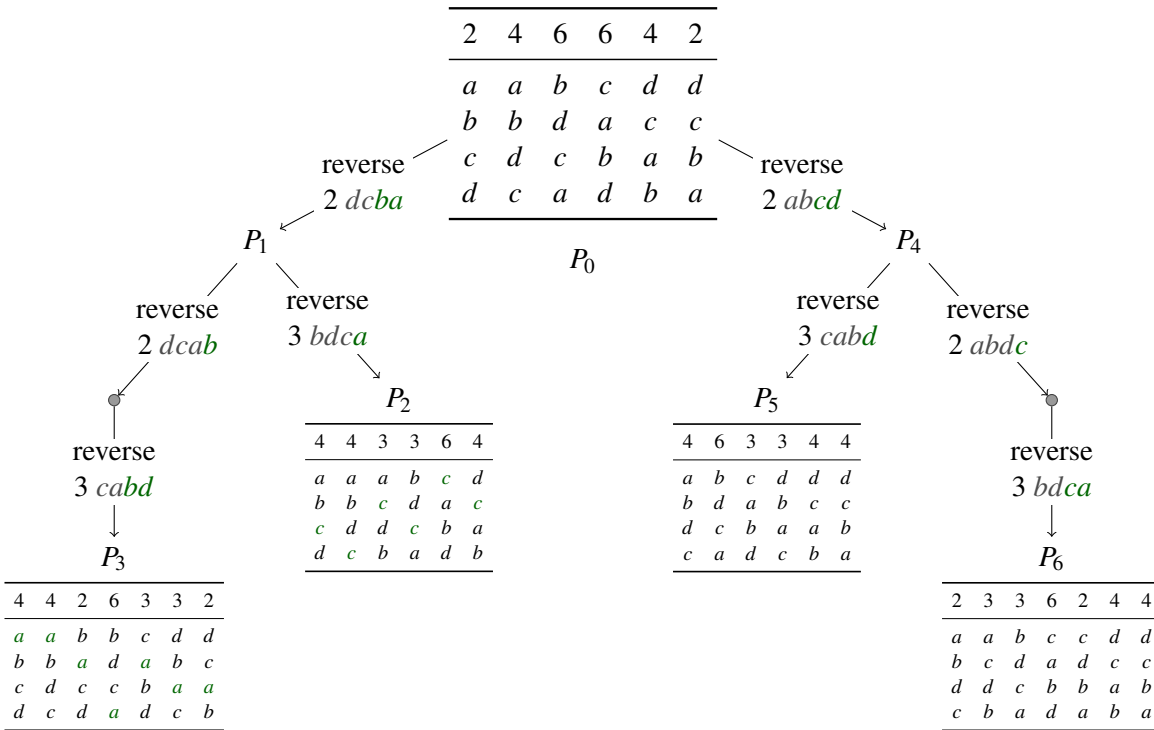 2 4 6 6 4 2
a a b c d d
b b d a c c
c d c b a b
d c a d b a
P0
reverse
2 dcba
reverse
2 abcd
P1
P4
reverse
2 dcab
reverse
3 bdca
reverse
3 cabd
reverse
2 abdc
P2
4 4 3 3 6 4
a a a b c d
b b c d a c
c d d c b a
d c b a d b
P5
4 6 3 3 4 4
a b c d d d
b d a b c c
d c b a a b
c a d c b a
reverse
3 cabd
reverse
3 bdca
P3
4 4 2 6 3 3 2
a a b b c d d
b b a d a b c
c d c c b a a
d c d a d c b
P6
2 3 3 6 2 4 4
a a b c c d d
b c d a d c c
d d c b b a b
c b a d a b a